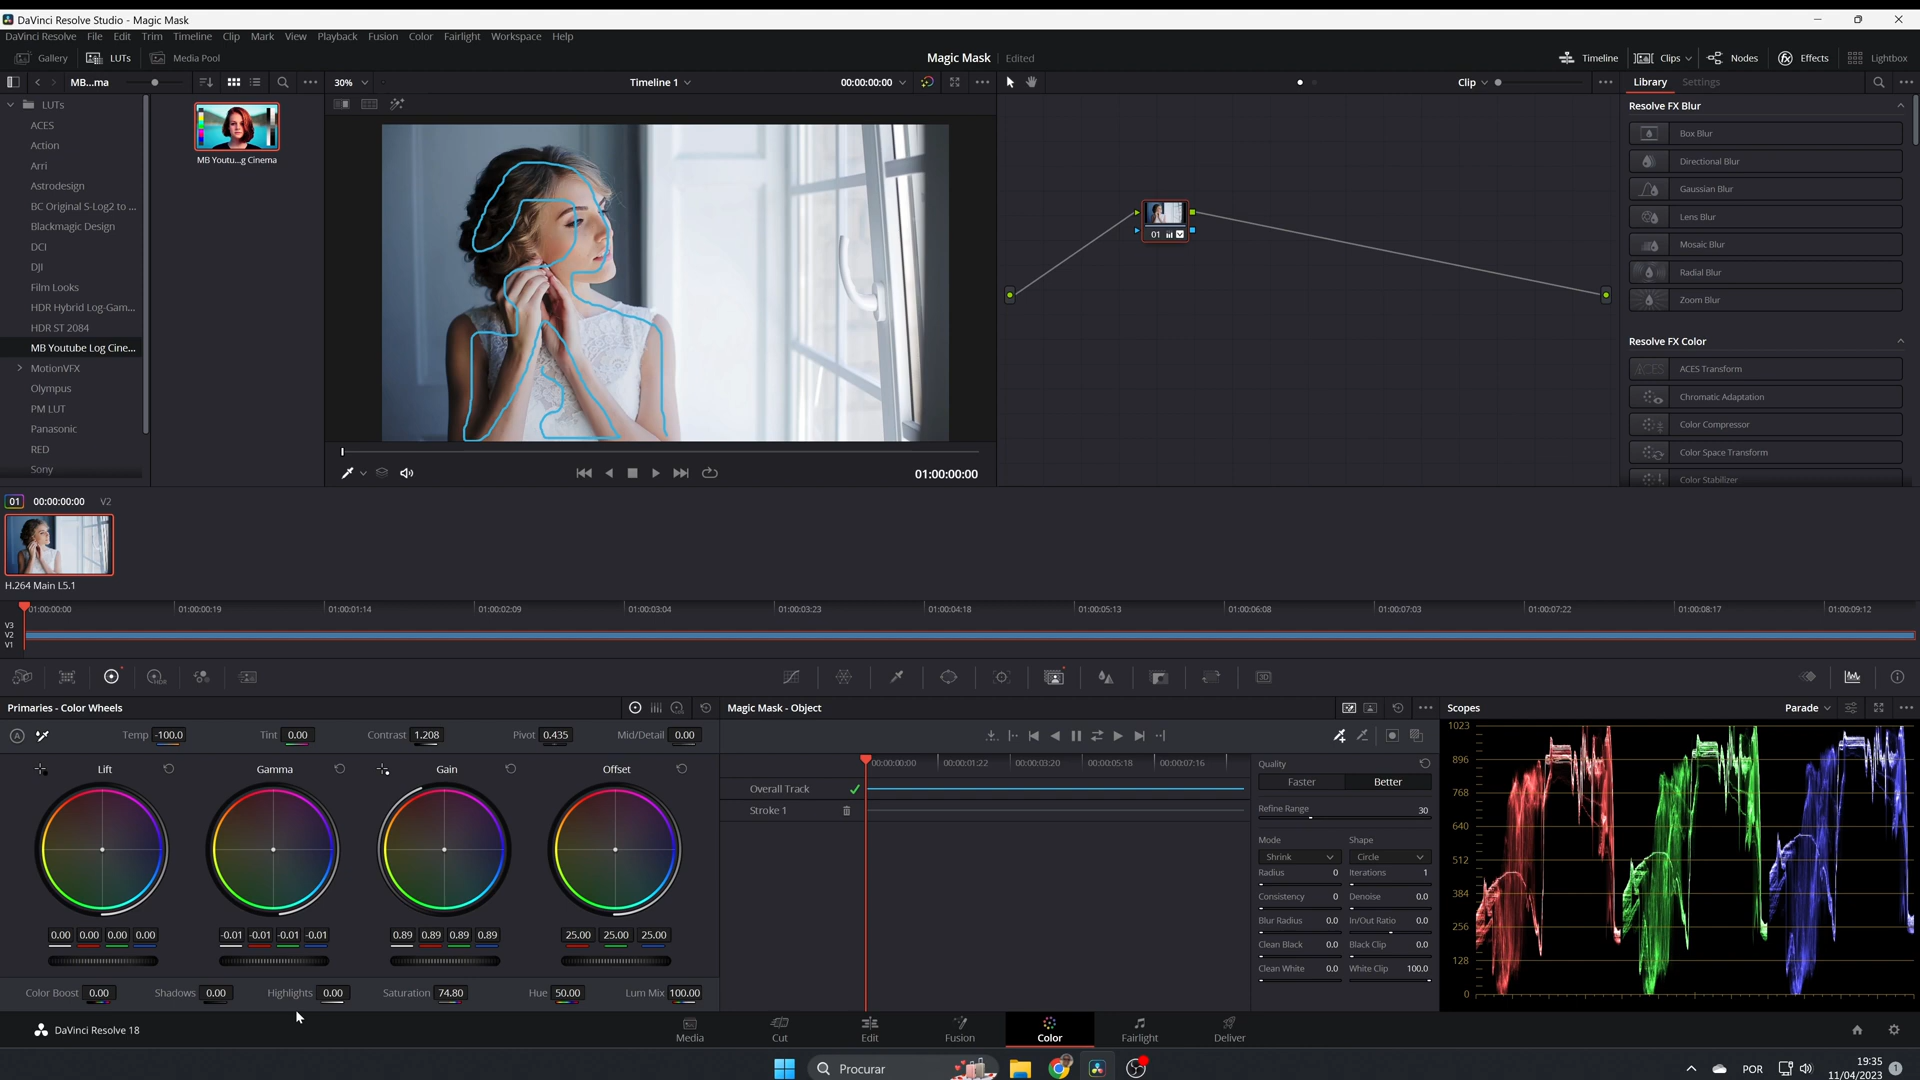 DaVinci Resolve Studio - Magic Mask
DaVinci Resolve File Edit Trim Timeline Clip Mark View Playback Fusion Color Fairlight Workspace Help
Gallery LUTs Media Pool Magic Mask Edited Timeline Clips Nodes Effects Lightbox
MB...ma 30% Timeline 1 00:00:00:00 Clip Library Settings
LUTs
ACES
Action
Arri
Astrodesign
BC Original S-Log2 to ...
Blackmagic Design
DCI
DJI
Film Looks
HDR Hybrid Log-Gam...
HDR ST 2084
MB Youtube Log Cine...
MotionVFX
Olympus
PM LUT
Panasonic
RED
Sony
MB Youtu...g Cinema
01:00:00:00
01
Resolve FX Blur
Box Blur
Directional Blur
Gaussian Blur
Lens Blur
Mosaic Blur
Radial Blur
Zoom Blur
Resolve FX Color
ACES ACES Transform
Chromatic Adaptation
Color Compressor
Color Space Transform
Color Stabilizer
01 00:00:00:00 V2
H.264 Main L5.1
01:00:00:00 01:00:00:19 01:00:01:14 01:00:02:09 01:00:03:04 01:00:03:23 01:00:04:18 01:00:05:13 01:00:06:08 01:00:07:03 01:00:07:22 01:00:08:17 01:00:09:12
V3
V2
V1
HDR 3D
Primaries - Color Wheels
A Temp -100.0 Tint 0.00 Contrast 1.208 Pivot 0.435 Mid/Detail 0.00
Lift Gamma Gain Offset
0.00 0.00 0.00 0.00 -0.01 -0.01 -0.01 -0.01 0.89 0.89 0.89 0.89 25.00 25.00 25.00
Color Boost 0.00 Shadows 0.00 Highlights 0.00 Saturation 74.80 Hue 50.00 Lum Mix 100.00
Magic Mask - Object
00:00:00:00 00:00:01:22 00:00:03:20 00:00:05:18 00:00:07:16
Overall Track
Stroke 1
Quality
Faster Better
Refine Range 30
Mode Shape
Shrink Circle
Radius 0 Iterations 1
Consistency 0 Denoise 0.0
Blur Radius 0.0 In/Out Ratio 0.0
Clean Black 0.0 Black Clip 0.0
Clean White 0.0 White Clip 100.0
Scopes Parade
1023
896
768
640
512
384
256
128
0
DaVinci Resolve 18 Media Cut Edit Fusion Color Fairlight Deliver
Procurar POR 19:35
11/04/2023 1